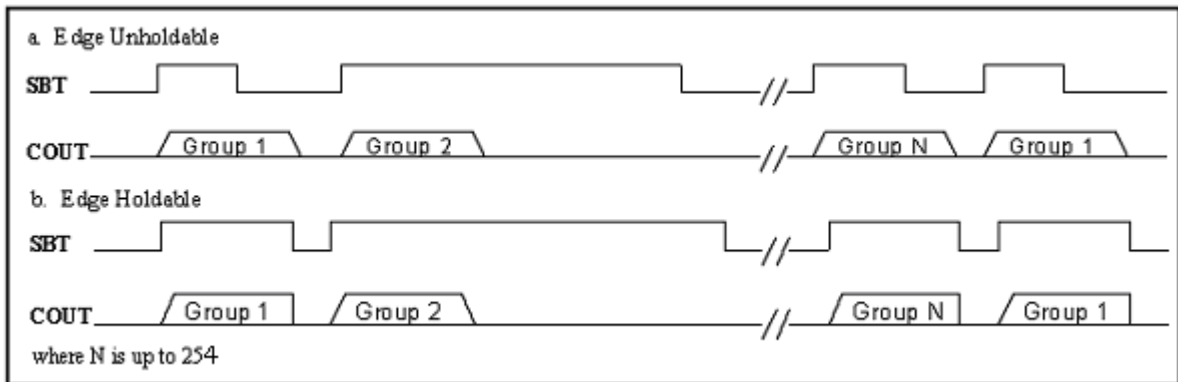 a. Edge Unholdable
SBT
COUT Group 1 Group 2 Group N Group 1
b. Edge Holdable
SBT
COUT Group 1 Group 2 Group N Group 1
where N is up to 254